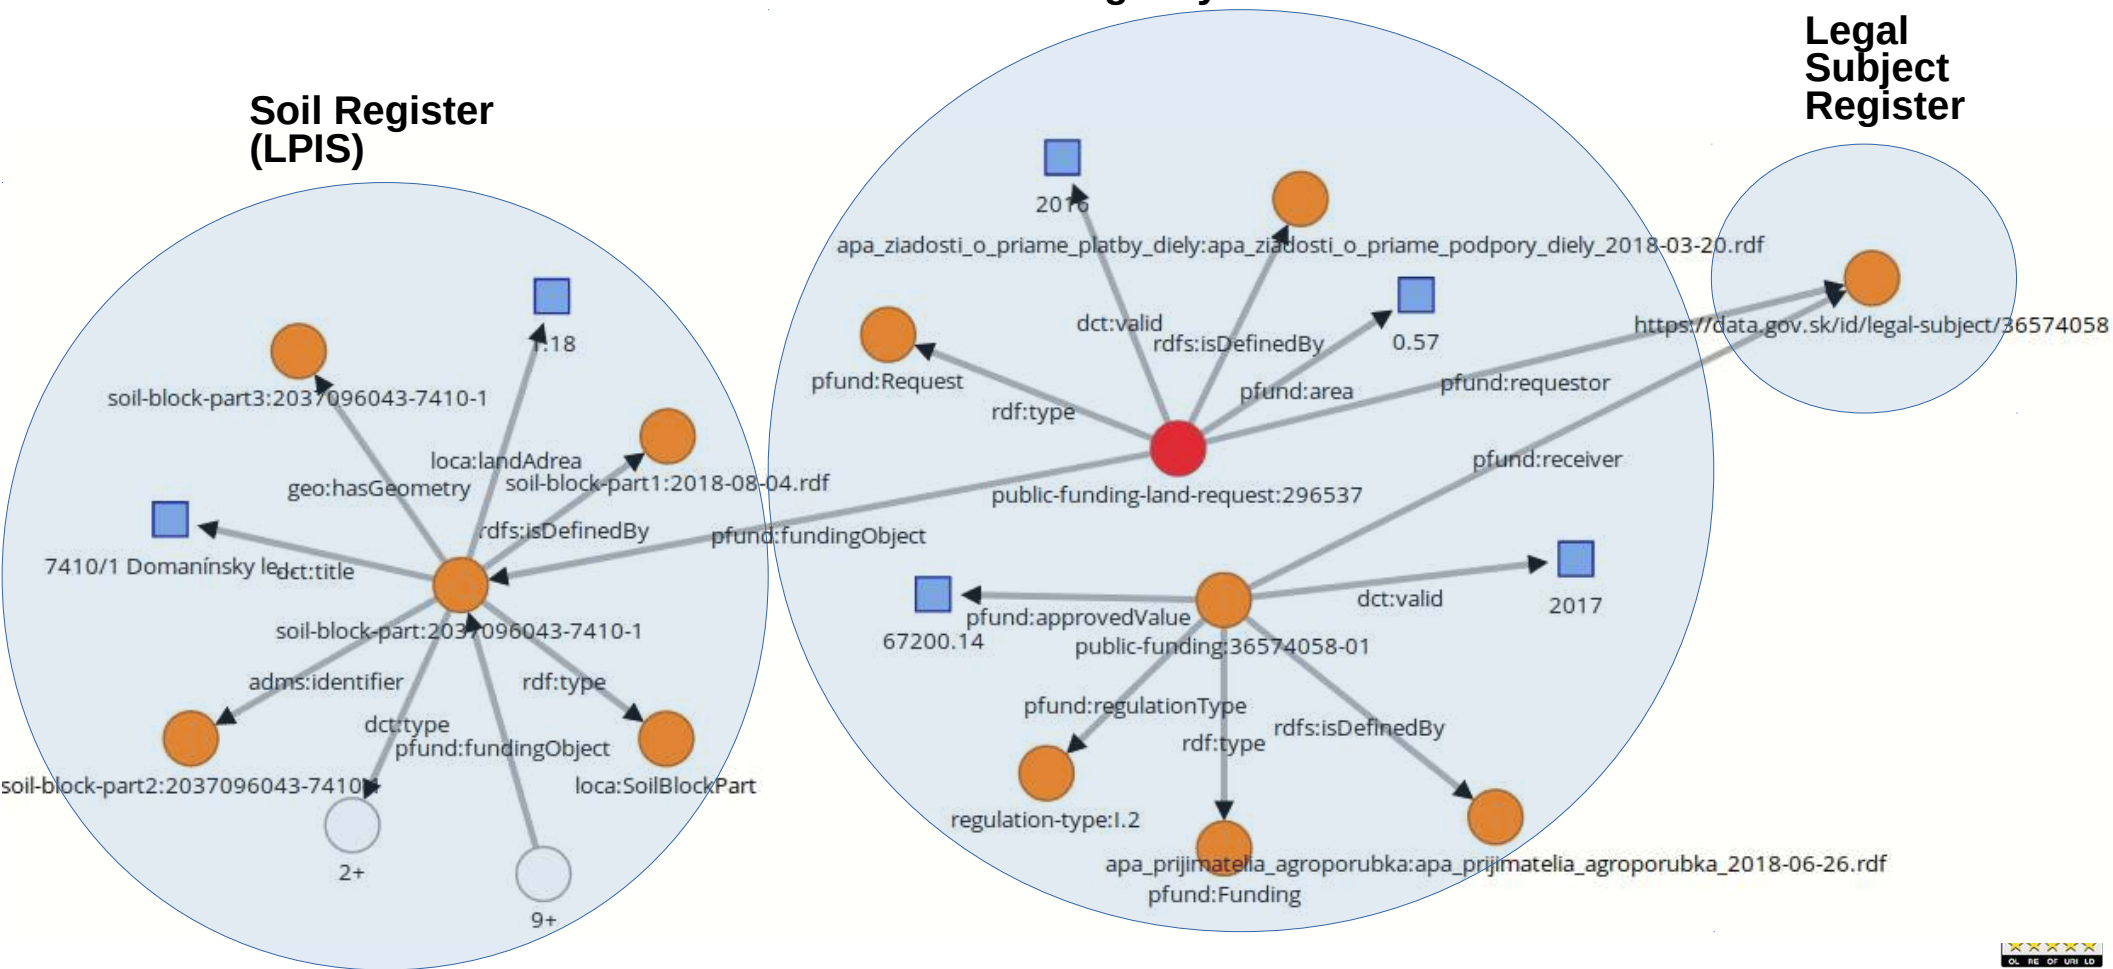 Legal
Subject
Register
Soil Register
(LPIS)
2016
apa_ziadosti_o_priame_platby_diely:apa_ziadosti_o_priame_podpory_diely_2018-03-20.rdf
https://data.gov.sk/id/legal-subject/36574058
dct:valid
rdfs:isDefinedBy
0.57
1.18
pfund:Request
pfund:area
pfund:requestor
soil-block-part3:2037096043-7410-1
rdf:type
loca:landAdrea
pfund:receiver
geo:hasGeometry
soil-block-part1:2018-08-04.rdf
public-funding-land-request:296537
rdfs:isDefinedBy
pfund:fundingObject
7410/1 Domanínsky le..
dct:title
dct:valid
2017
pfund:approvedValue
67200.14
soil-block-part:2037096043-7410-1
public-funding:36574058-01
adms:identifier
rdf:type
pfund:regulationType
dct:type
pfund:fundingObject
rdf:type
rdfs:isDefinedBy
soil-block-part2:2037096043-7410-1
loca:SoilBlockPart
regulation-type:I.2
2+
apa_prijimatelia_agroporubka:apa_prijimatelia_agroporubka_2018-06-26.rdf
pfund:Funding
9+
OL RE OF URI LD